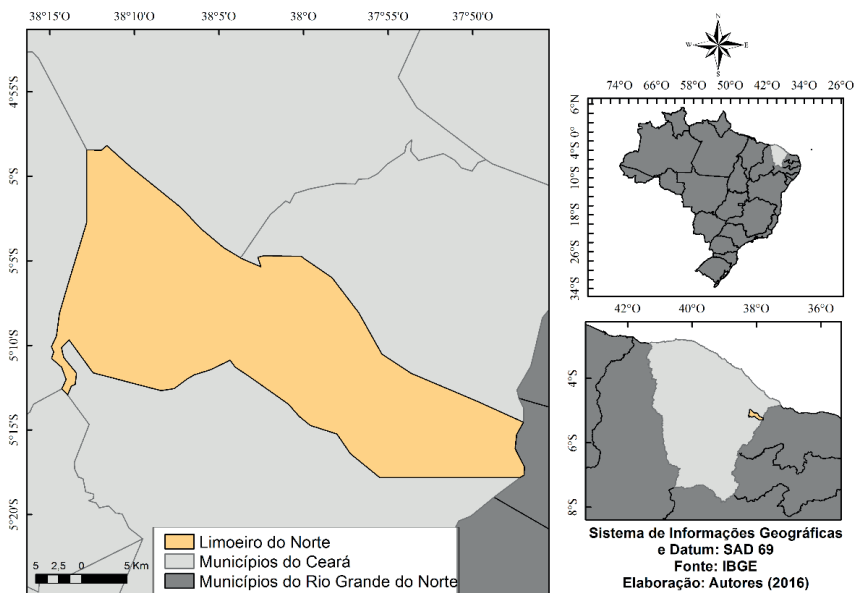 38°15'O 38°10'O 38°5'O 38°0'O 37°55'O 37°50'O
4°55'S
5°S
5°5'S
5°10'S
5°15'S
5°20'S
Limoeiro do Norte
Municípios do Ceará
Municípios do Rio Grande do Norte
5 2,5 0 5 Km
N
W E
S
74°O 66°O 58°O 50°O 42°O 34°O 26°O
6°N
0°
4°S
10°S
18°S
26°S
34°S
42°O 40°O 38°O 36°O
4°S
6°S
8°S
Sistema de Informações Geográficas
e Datum: SAD 69
Fonte: IBGE
Elaboração: Autores (2016)